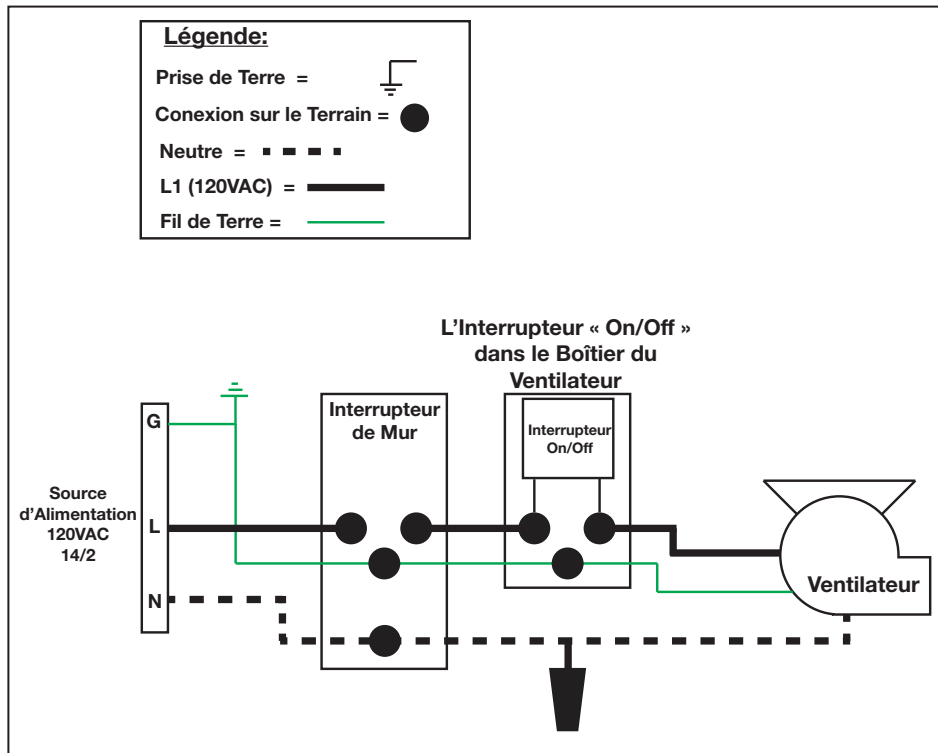 Légende:
Prise de Terre =
Conexion sur le Terrain =
Neutre =
L1 (120VAC) =
Fil de Terre =
L'Interrupteur « On/Off »
dans le Boîtier du
Ventilateur
Interrupteur
de Mur
Interrupteur
On/Off
G
Source
d'Alimentation
120VAC
14/2
L
N
Ventilateur